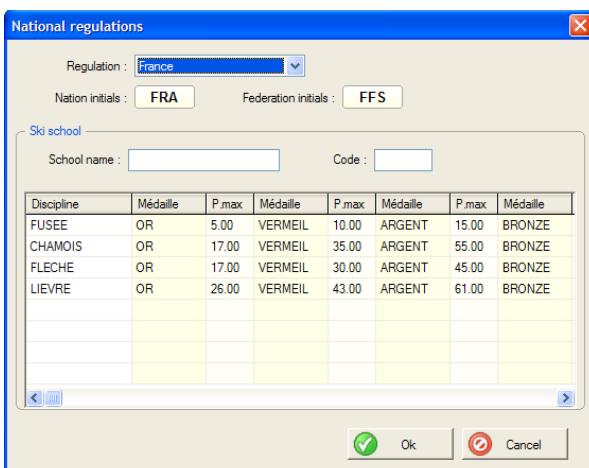 National regulations
Regulation : France
Nation initials : FRA Federation initials : FFS
Ski school
School name : Code :
Discipline Médaille P.max Médaille P.max Médaille P.max Médaille
FUSEE OR 5.00 VERMEIL 10.00 ARGENT 15.00 BRONZE
CHAMOIS OR 17.00 VERMEIL 35.00 ARGENT 55.00 BRONZE
FLECHE OR 17.00 VERMEIL 30.00 ARGENT 45.00 BRONZE
LIEVRE OR 26.00 VERMEIL 43.00 ARGENT 61.00 BRONZE
Ok Cancel